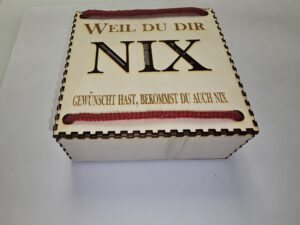 WEIL DU DIR
NIX
GEWÜNSCHT HAST, BEKOMMST DU AUCH NIX